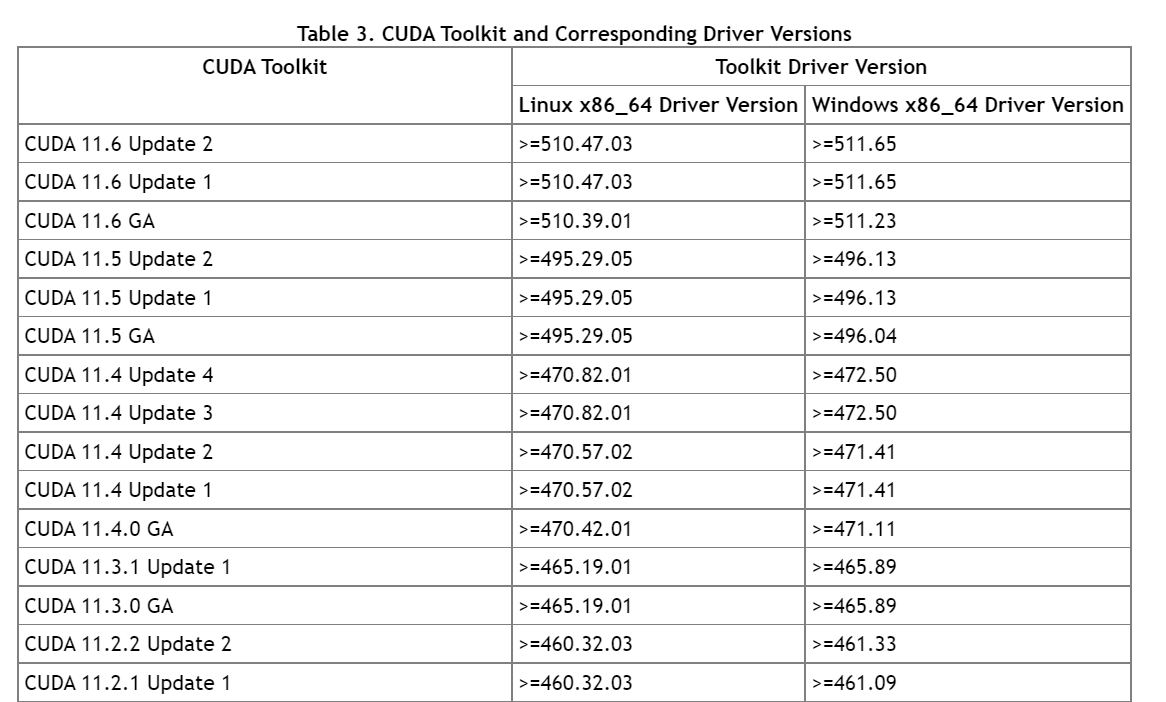 Table 3. CUDA Toolkit and Corresponding Driver Versions
CUDA Toolkit Toolkit Driver Version
Linux x86_64 Driver Version Windows x86_64 Driver Version
CUDA 11.6 Update 2 >=510.47.03 >=511.65
CUDA 11.6 Update 1 >=510.47.03 >=511.65
CUDA 11.6 GA >=510.39.01 >=511.23
CUDA 11.5 Update 2 >=495.29.05 >=496.13
CUDA 11.5 Update 1 >=495.29.05 >=496.13
CUDA 11.5 GA >=495.29.05 >=496.04
CUDA 11.4 Update 4 >=470.82.01 >=472.50
CUDA 11.4 Update 3 >=470.82.01 >=472.50
CUDA 11.4 Update 2 >=470.57.02 >=471.41
CUDA 11.4 Update 1 >=470.57.02 >=471.41
CUDA 11.4.0 GA >=470.42.01 >=471.11
CUDA 11.3.1 Update 1 >=465.19.01 >=465.89
CUDA 11.3.0 GA >=465.19.01 >=465.89
CUDA 11.2.2 Update 2 >=460.32.03 >=461.33
CUDA 11.2.1 Update 1 >=460.32.03 >=461.09